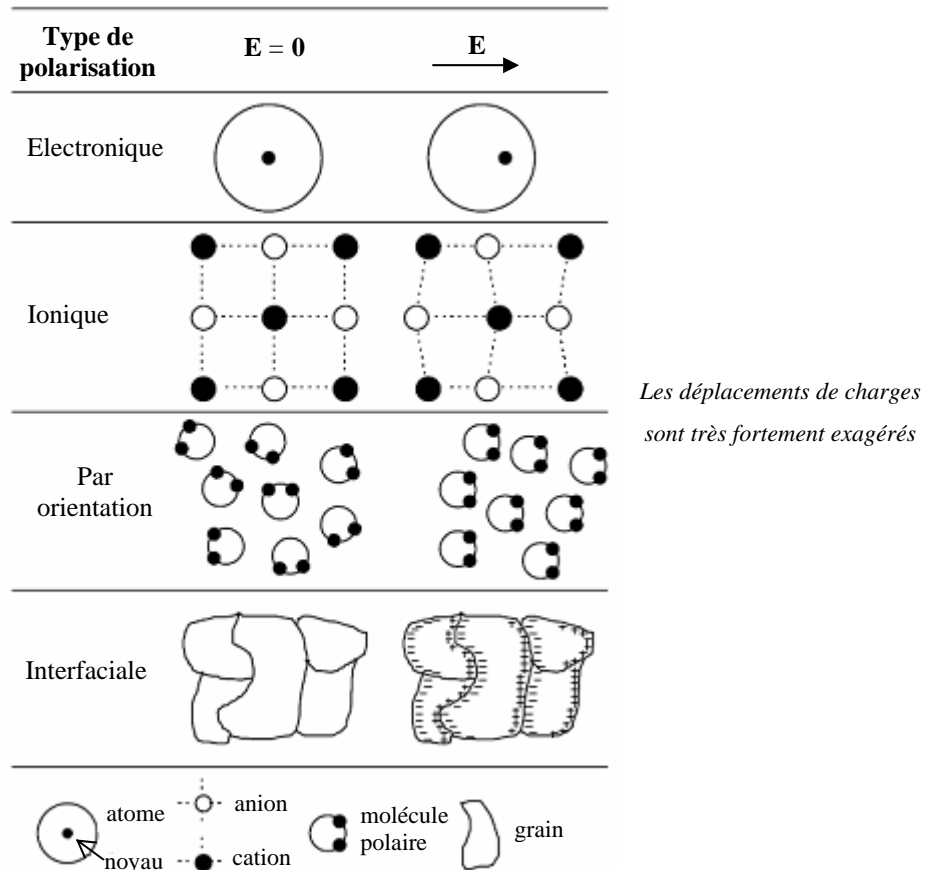 Type de
polarisation
E = 0
E
Electronique
Ionique
Les déplacements de charges
sont très fortement exagérés
Par
orientation
Interfaciale
atome
noyau
anion
cation
molécule
polaire
grain